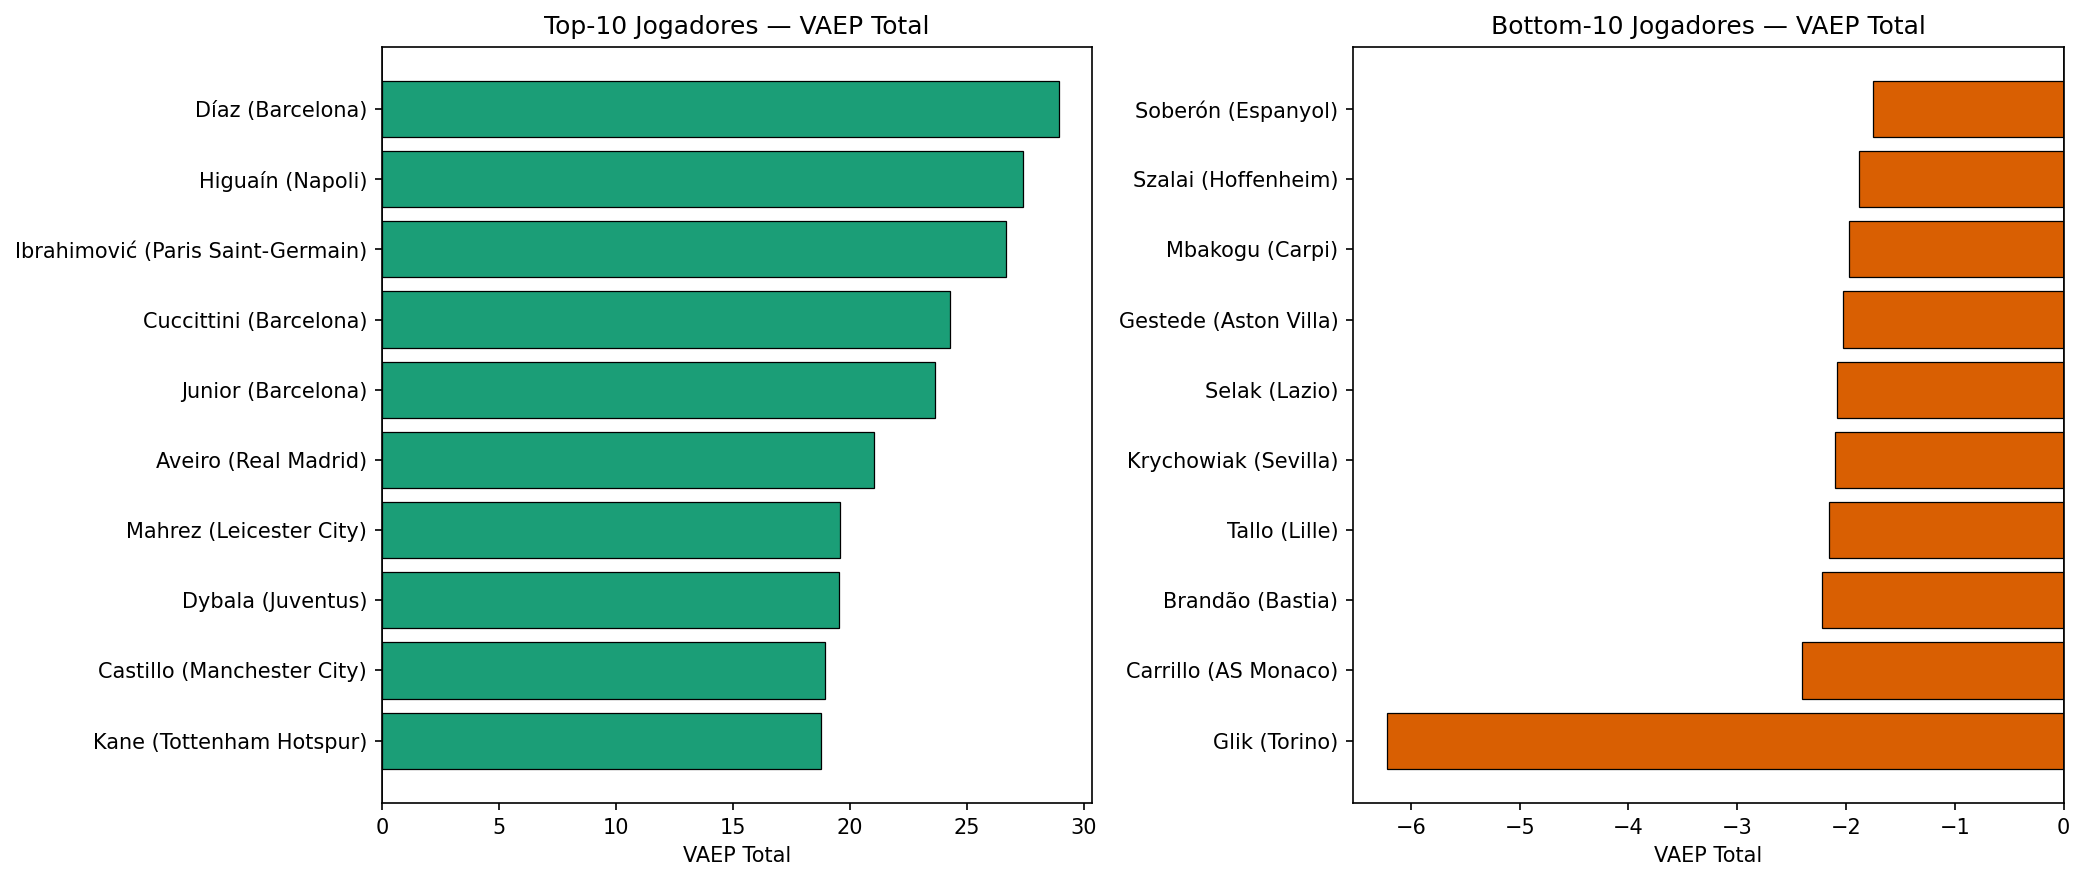 Top-10 Jogadores — VAEP Total
Díaz (Barcelona)
Higuaín (Napoli)
Ibrahimović (Paris Saint-Germain)
Cuccittini (Barcelona)
Junior (Barcelona)
Aveiro (Real Madrid)
Mahrez (Leicester City)
Dybala (Juventus)
Castillo (Manchester City)
Kane (Tottenham Hotspur)
0 5 10 15 20 25 30
VAEP Total
Bottom-10 Jogadores — VAEP Total
Soberón (Espanyol)
Szalai (Hoffenheim)
Mbakogu (Carpi)
Gestede (Aston Villa)
Selak (Lazio)
Krychowiak (Sevilla)
Tallo (Lille)
Brandão (Bastia)
Carrillo (AS Monaco)
Glik (Torino)
−6 −5 −4 −3 −2 −1 0
VAEP Total